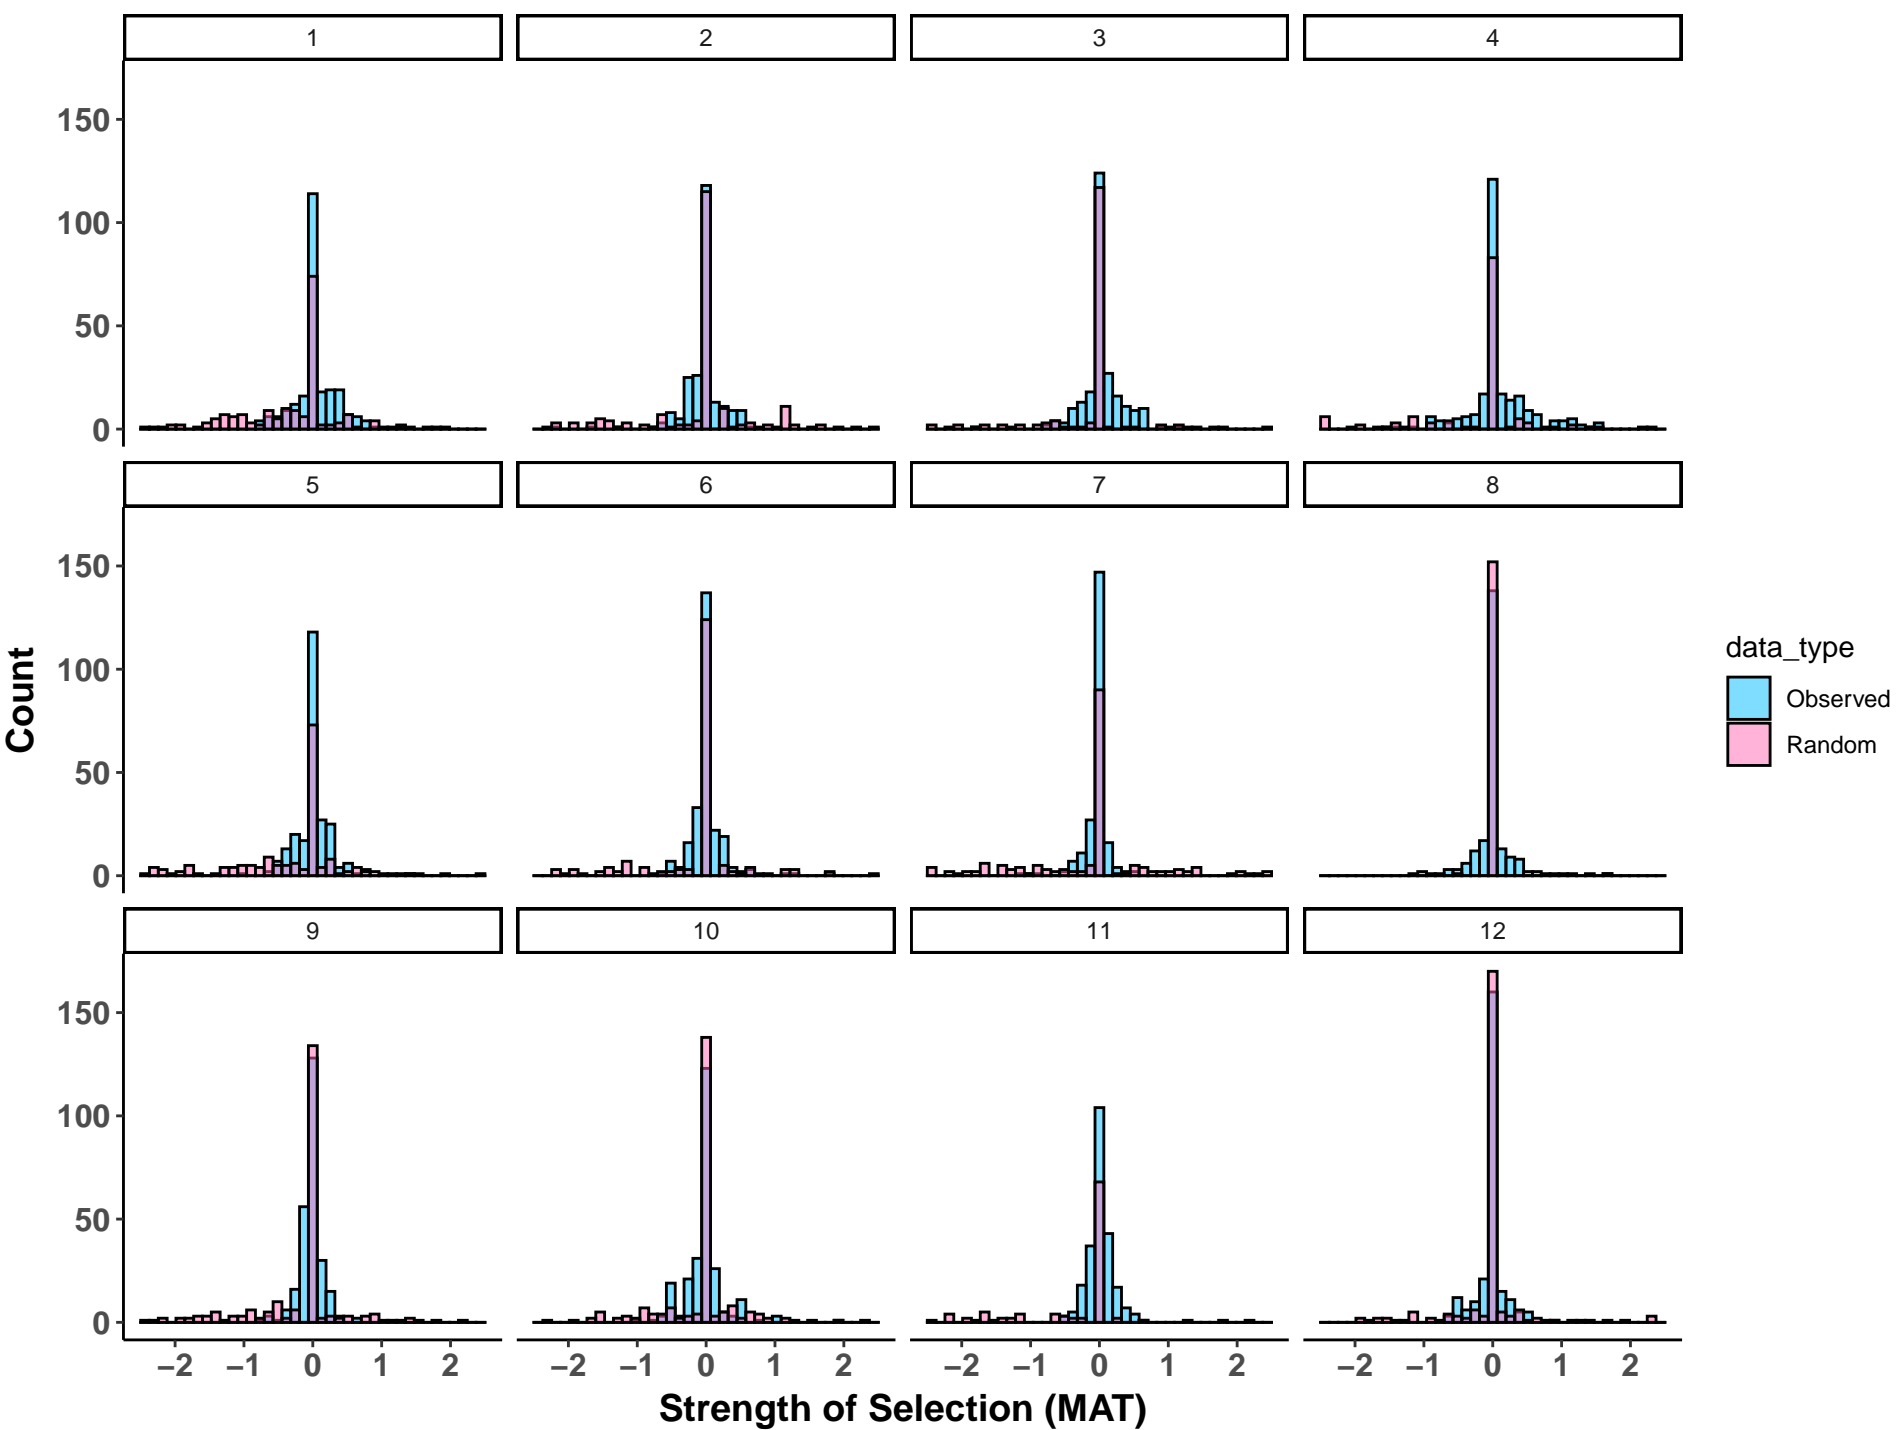 1 2 3 4
150
100
50
0
5 6 7 8
150
100
50
0
9 10 11 12
150
100
50
0
−2 −1 0 1 2 −2 −1 0 1 2 −2 −1 0 1 2 −2 −1 0 1 2
Strength of Selection (MAT)
Count
data_type
Observed
Random